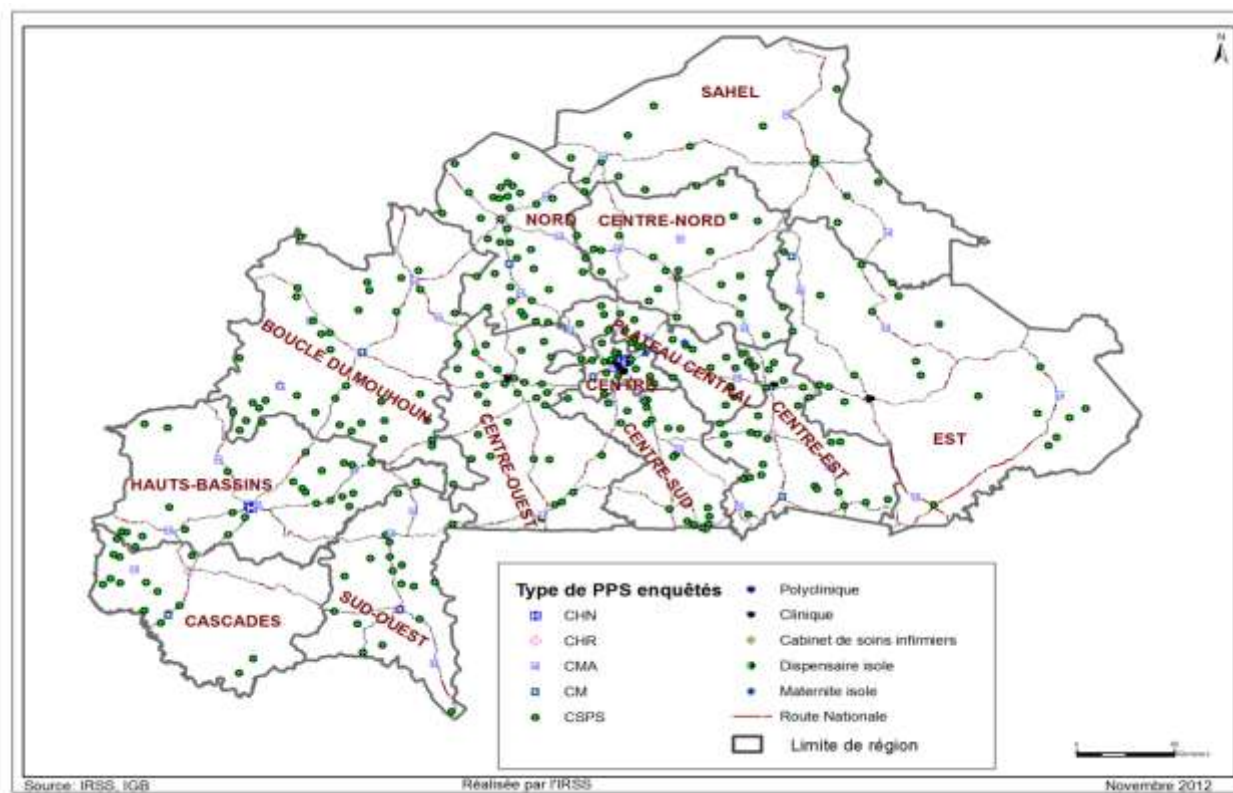 N
SAHEL
NORD
CENTRE-NORD
BOUCLE DU MOUHOUN
PLATEAU CENTRAL
CENTRE
CENTRE-EST
EST
CENTRE-OUEST
CENTRE-SUD
HAUTS-BASSINS
CASCADES
SUD-OUEST
Type de PPS enquêtés
CHN
CHR
CMA
CM
CSPS
Polyclinique
Clinique
Cabinet de soins infirmiers
Dispensaire isole
Maternite isole
Route Nationale
Limite de région
Source: IRSS, IGB
Réalisée par l'IRSS
Novembre 2012